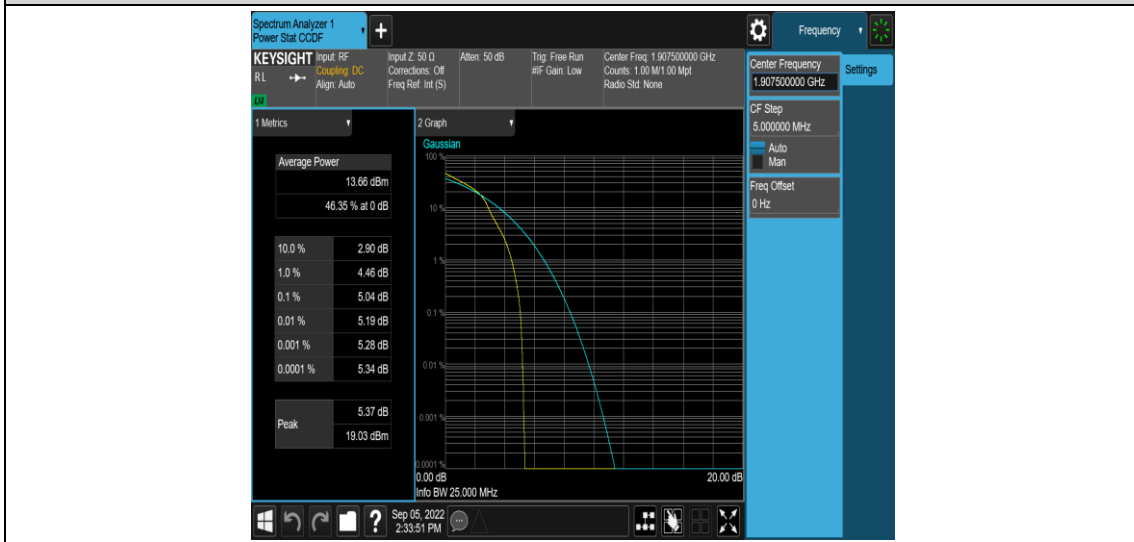 Spectrum Analyzer 1
Power Stat CCDF
+
Frequency
KEYSIGHT
RL
LXI
Input: RF
Coupling: DC
Align: Auto
Input Z: 50 Ω
Corrections: Off
Freq Ref: Int (S)
Atten: 50 dB
Trig: Free Run
#IF Gain: Low
Center Freq: 1.907500000 GHz
Counts: 1.00 M/1.00 Mpt
Radio Std: None
Center Frequency
1.907500000 GHz
Settings
CF Step
5.000000 MHz
Auto
Man
Freq Offset
0 Hz
1 Metrics
Average Power
13.66 dBm
46.35 % at 0 dB
10.0 % 2.90 dB
1.0 % 4.46 dB
0.1 % 5.04 dB
0.01 % 5.19 dB
0.001 % 5.28 dB
0.0001 % 5.34 dB
Peak
5.37 dB
19.03 dBm
2 Graph
Gaussian
100 %
10 %
1 %
0.1 %
0.01 %
0.001 %
0.0001 %
0.00 dB 20.00 dB
Info BW 25.000 MHz
?
Sep 05, 2022
2:33:51 PM